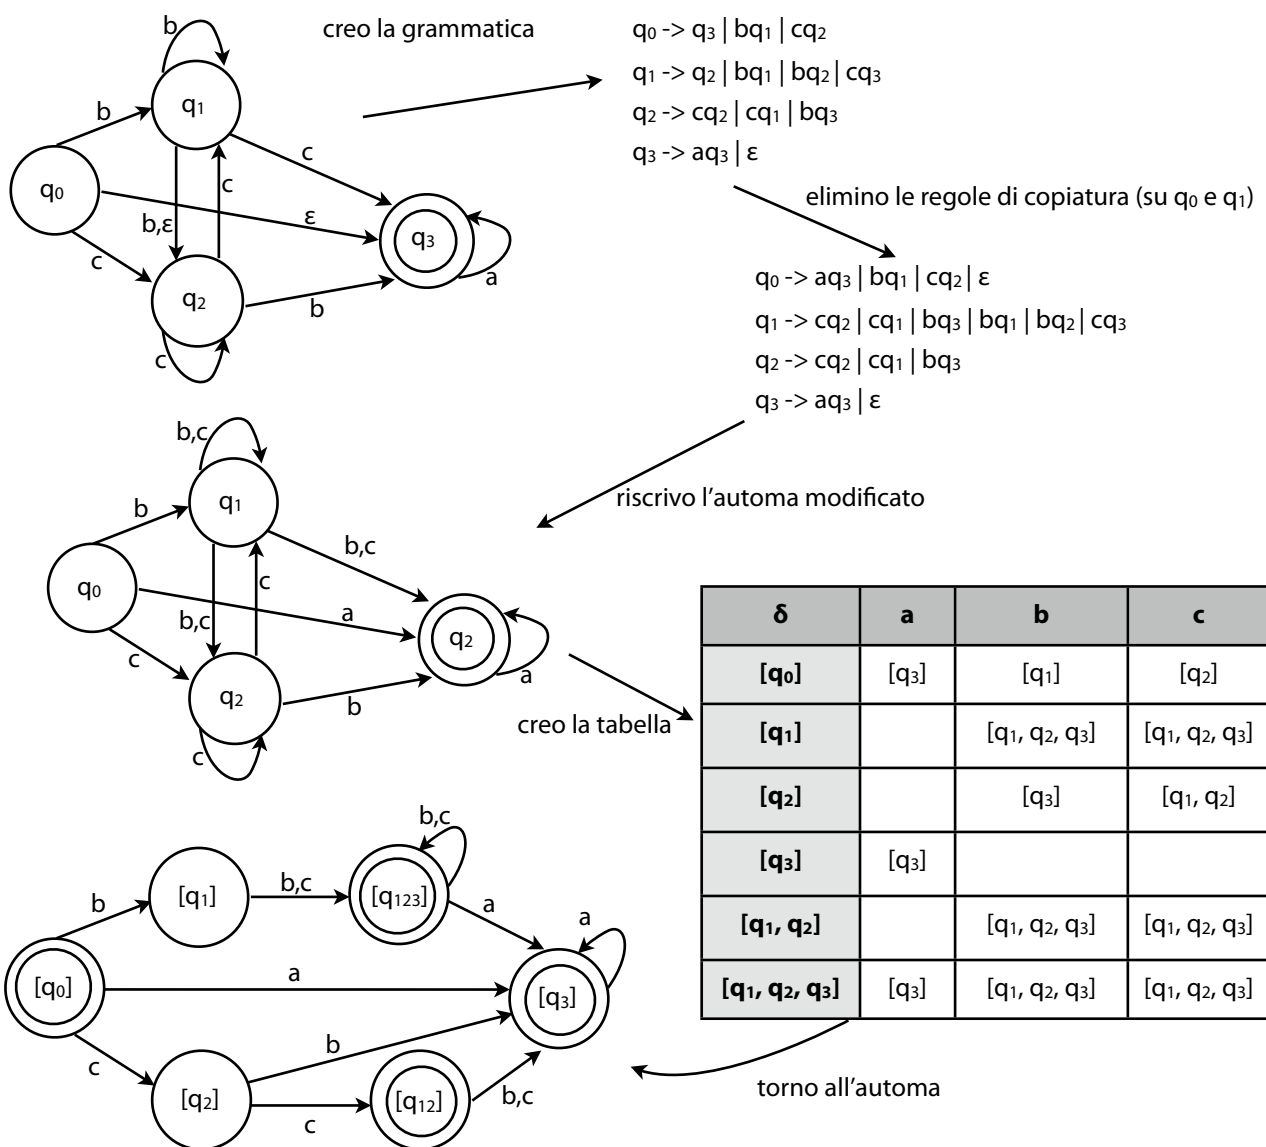 creo la grammatica
q0 -> q3 | bq1 | cq2
q1 -> q2 | bq1 | bq2 | cq3
q2 -> cq2 | cq1 | bq3
q3 -> aq3 | ε
b
q1
b
c
q0
c
ε
b,ε
q3
c
a
q2
b
c
elimino le regole di copiatura (su q0 e q1)
q0 -> aq3 | bq1 | cq2 | ε
q1 -> cq2 | cq1 | bq3 | bq1 | bq2 | cq3
q2 -> cq2 | cq1 | bq3
q3 -> aq3 | ε
riscrivo l'automa modificato
b,c
q1
b
b,c
q0
c
a
b,c
q2
c
a
q2
b
c
creo la tabella
δ a b c
[q0] [q3] [q1] [q2]
[q1] [q1, q2, q3] [q1, q2, q3]
[q2] [q3] [q1, q2]
[q3] [q3]
[q1, q2] [q1, q2, q3] [q1, q2, q3]
[q1, q2, q3] [q3] [q1, q2, q3] [q1, q2, q3]
torno all'automa
b,c
[q1]
b,c
[q123]
b
a
a
[q0]
a
[q3]
b
c
[q2]
c
[q12]
b,c